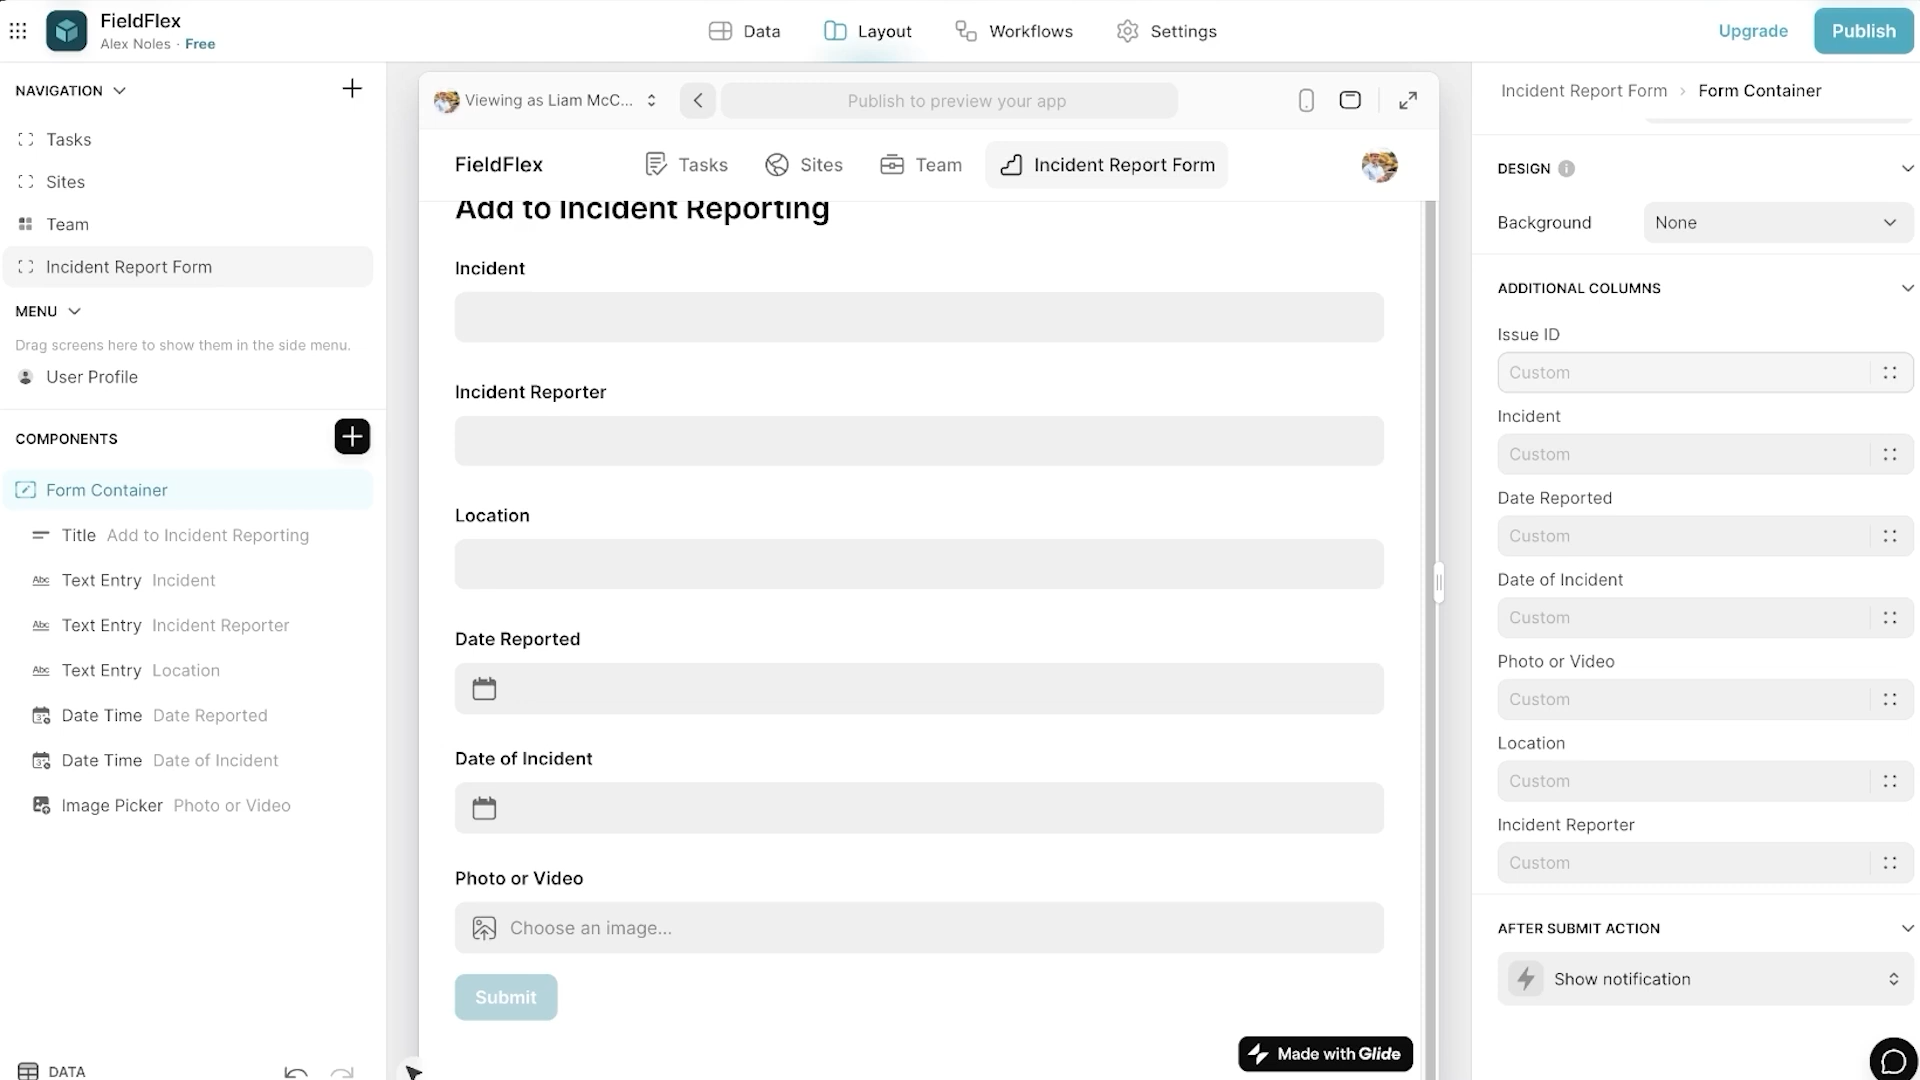 FieldFlex
Alex Noles · Free
Data
Layout
Workflows
Settings
Upgrade
Publish
NAVIGATION
Tasks
Sites
Team
Incident Report Form
MENU
Drag screens here to show them in the side menu.
User Profile
COMPONENTS
Form Container
Title Add to Incident Reporting
Text Entry Incident
Text Entry Incident Reporter
Text Entry Location
Date Time Date Reported
Date Time Date of Incident
Image Picker Photo or Video
DATA
Viewing as Liam McC...
Publish to preview your app
FieldFlex
Tasks
Sites
Team
Incident Report Form
Add to Incident Reporting
Incident
Incident Reporter
Location
Date Reported
Date of Incident
Photo or Video
Choose an image...
Submit
Made with Glide
Incident Report Form › Form Container
DESIGN
Background
None
ADDITIONAL COLUMNS
Issue ID
Custom
Incident
Custom
Date Reported
Custom
Date of Incident
Custom
Photo or Video
Custom
Location
Custom
Incident Reporter
Custom
AFTER SUBMIT ACTION
Show notification